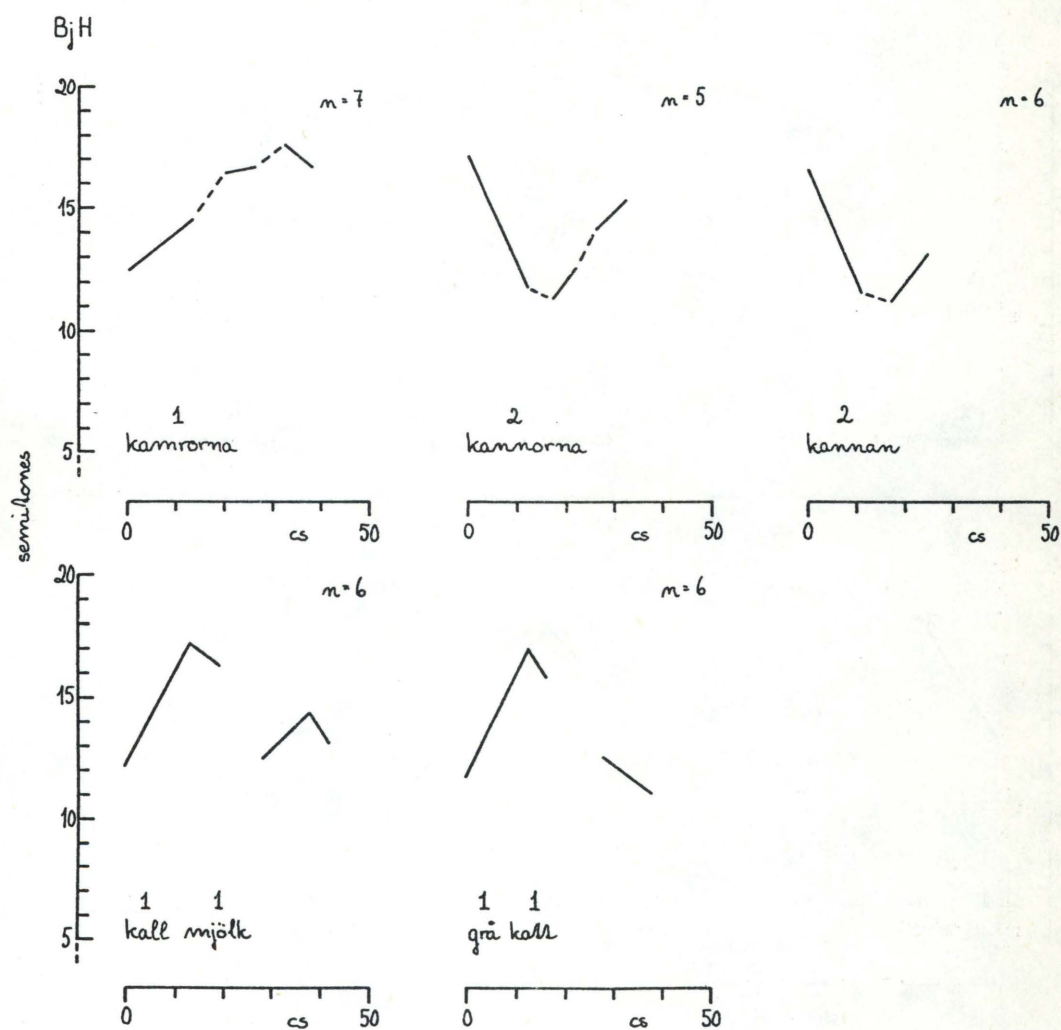 BjH
20
n=7
n=5
n=6
15
10
1
2
2
kamrorna
kannorna
kannan
5
semitones
0 cs 50
0 cs 50
0 cs 50
20
n=6
n=6
15
10
1 1
1 1
kall mjölk
grå katt
5
0 cs 50
0 cs 50